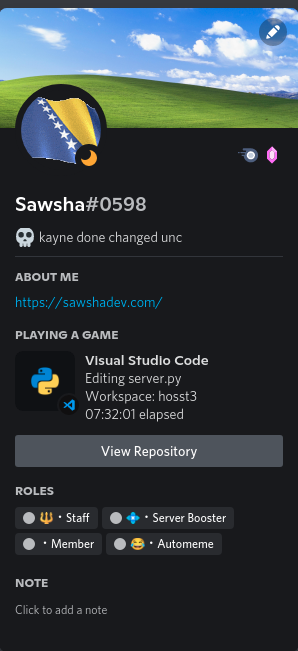 Sawsha#0598
💀 kayne done changed unc
ABOUT ME
https://sawshadev.com/
PLAYING A GAME
Visual Studio Code
Editing server.py
Workspace: hosst3
07:32:01 elapsed
View Repository
ROLES
🔱 • Staff
💠 • Server Booster
• Member
😂 • Automeme
NOTE
Click to add a note